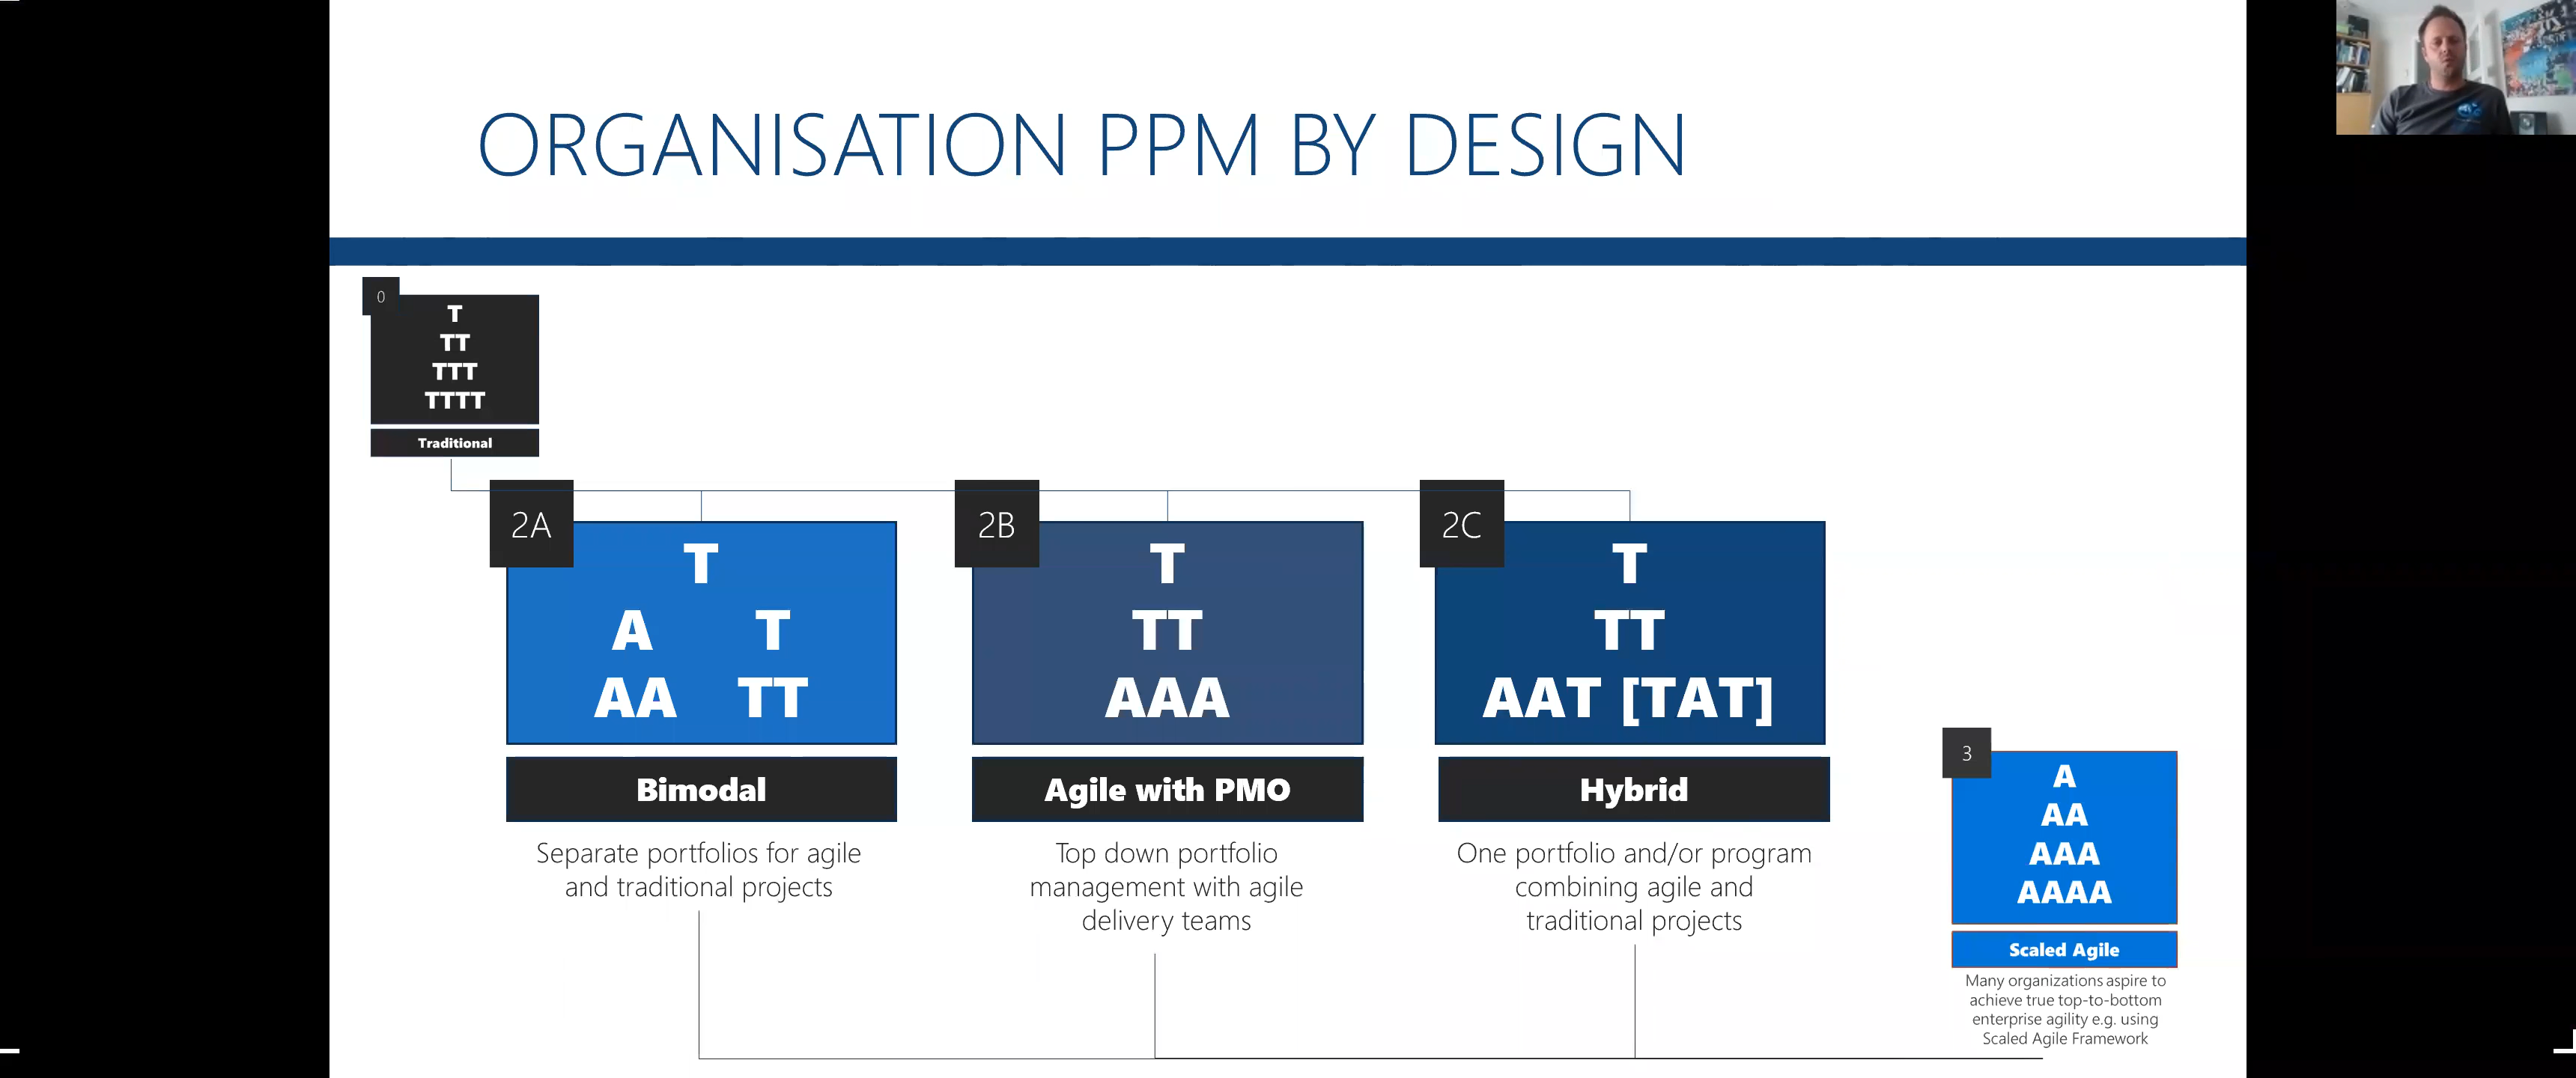 ORGANISATION PPM BY DESIGN
0
T
TT
TTT
TTTT
Traditional
2A
T
A T
AA TT
Bimodal
Separate portfolios for agile
and traditional projects
2B
T
TT
AAA
Agile with PMO
Top down portfolio
management with agile
delivery teams
2C
T
TT
AAT [TAT]
Hybrid
One portfolio and/or program
combining agile and
traditional projects
3
A
AA
AAA
AAAA
Scaled Agile
Many organizations aspire to
achieve true top-to-bottom
enterprise agility e.g. using
Scaled Agile Framework